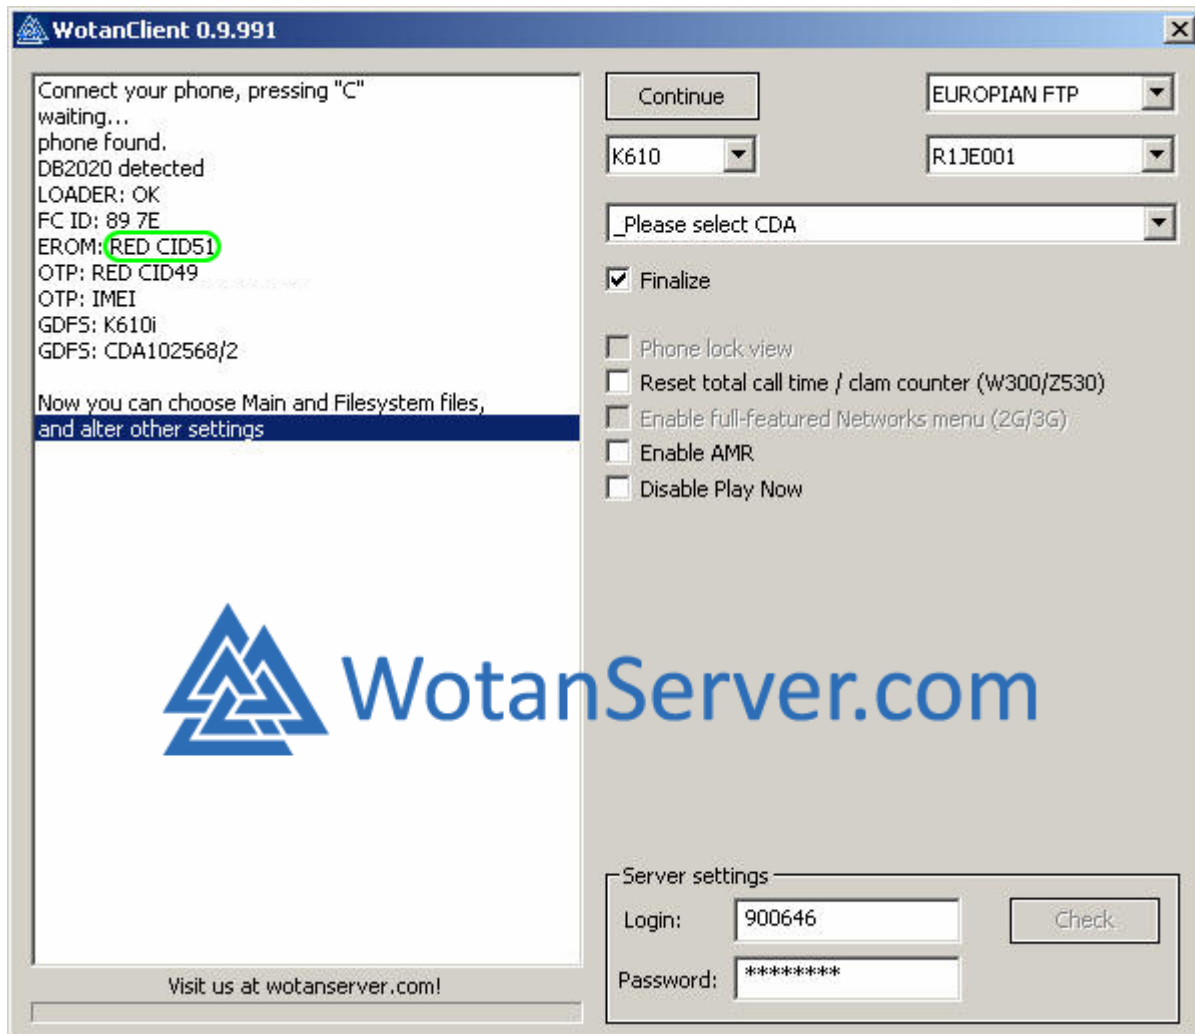 WotanClient 0.9.991
Connect your phone, pressing "C"
waiting...
phone found.
DB2020 detected
LOADER: OK
FC ID: 89 7E
EROM: RED CID51
OTP: RED CID49
OTP: IMEI
GDFS: K610i
GDFS: CDA102568/2
Now you can choose Main and Filesystem files,
and alter other settings
Visit us at wotanserver.com!
Continue
EUROPIAN FTP
K610
R1JE001
_Please select CDA
Finalize
Phone lock view
Reset total call time / clam counter (W300/Z530)
Enable full-featured Networks menu (2G/3G)
Enable AMR
Disable Play Now
WotanServer.com
Server settings
Login: 900646 Check
Password: ********